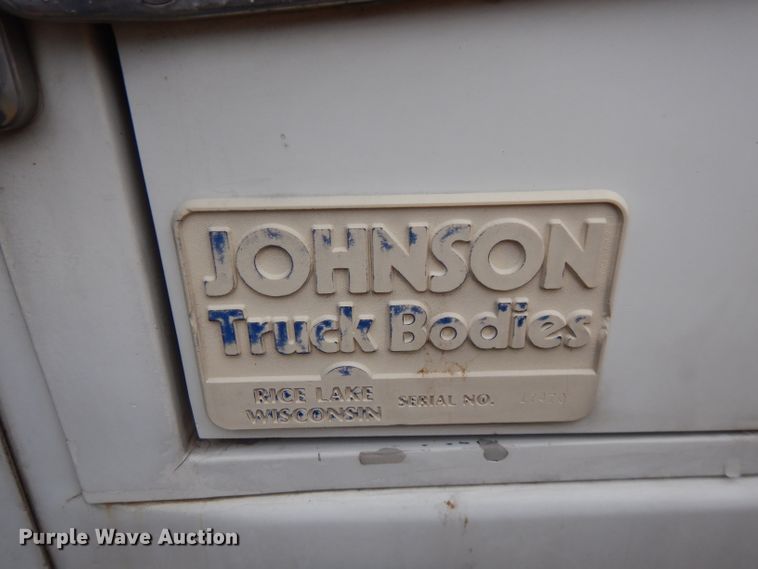 JOHNSON
Truck Bodies
RICE LAKE
WISCONSIN
SERIAL NO.
Purple Wave Auction